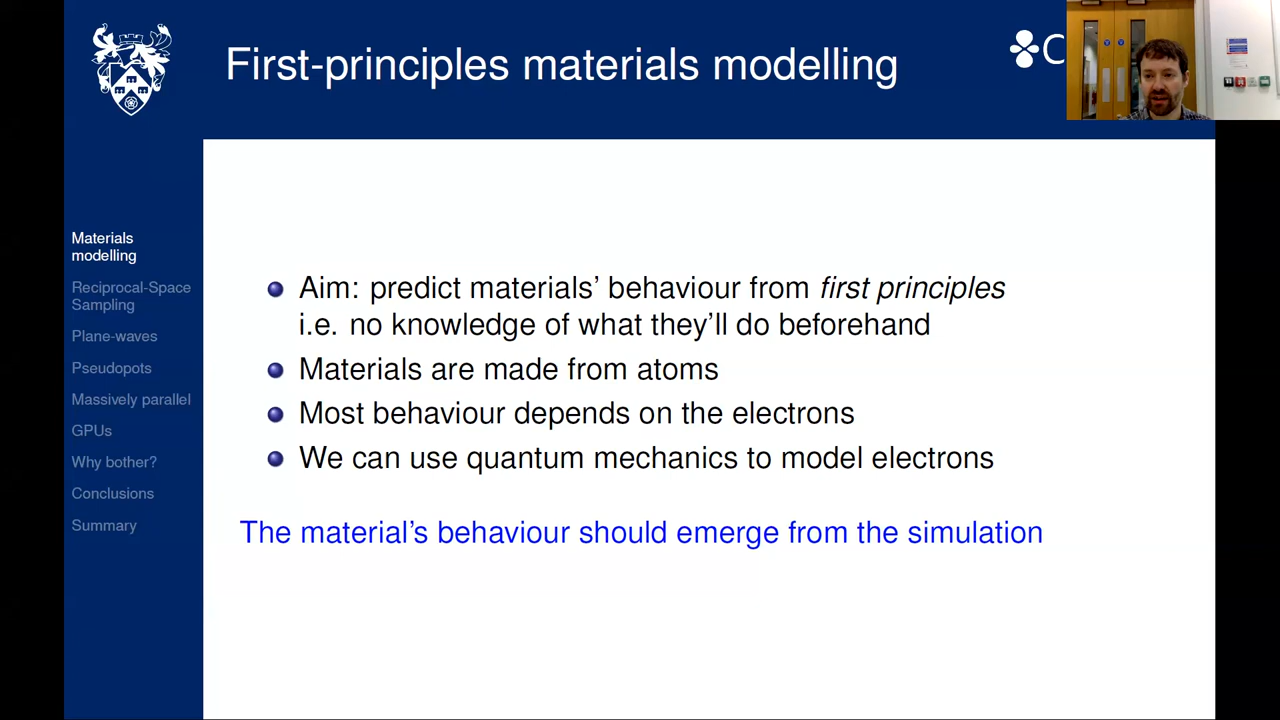 First-principles materials modelling
C
Materials
modelling
Reciprocal-Space
Sampling
Plane-waves
Pseudopots
Massively parallel
GPUs
Why bother?
Conclusions
Summary
Aim: predict materials’ behaviour from first principles
i.e. no knowledge of what they’ll do beforehand
Materials are made from atoms
Most behaviour depends on the electrons
We can use quantum mechanics to model electrons
The material’s behaviour should emerge from the simulation